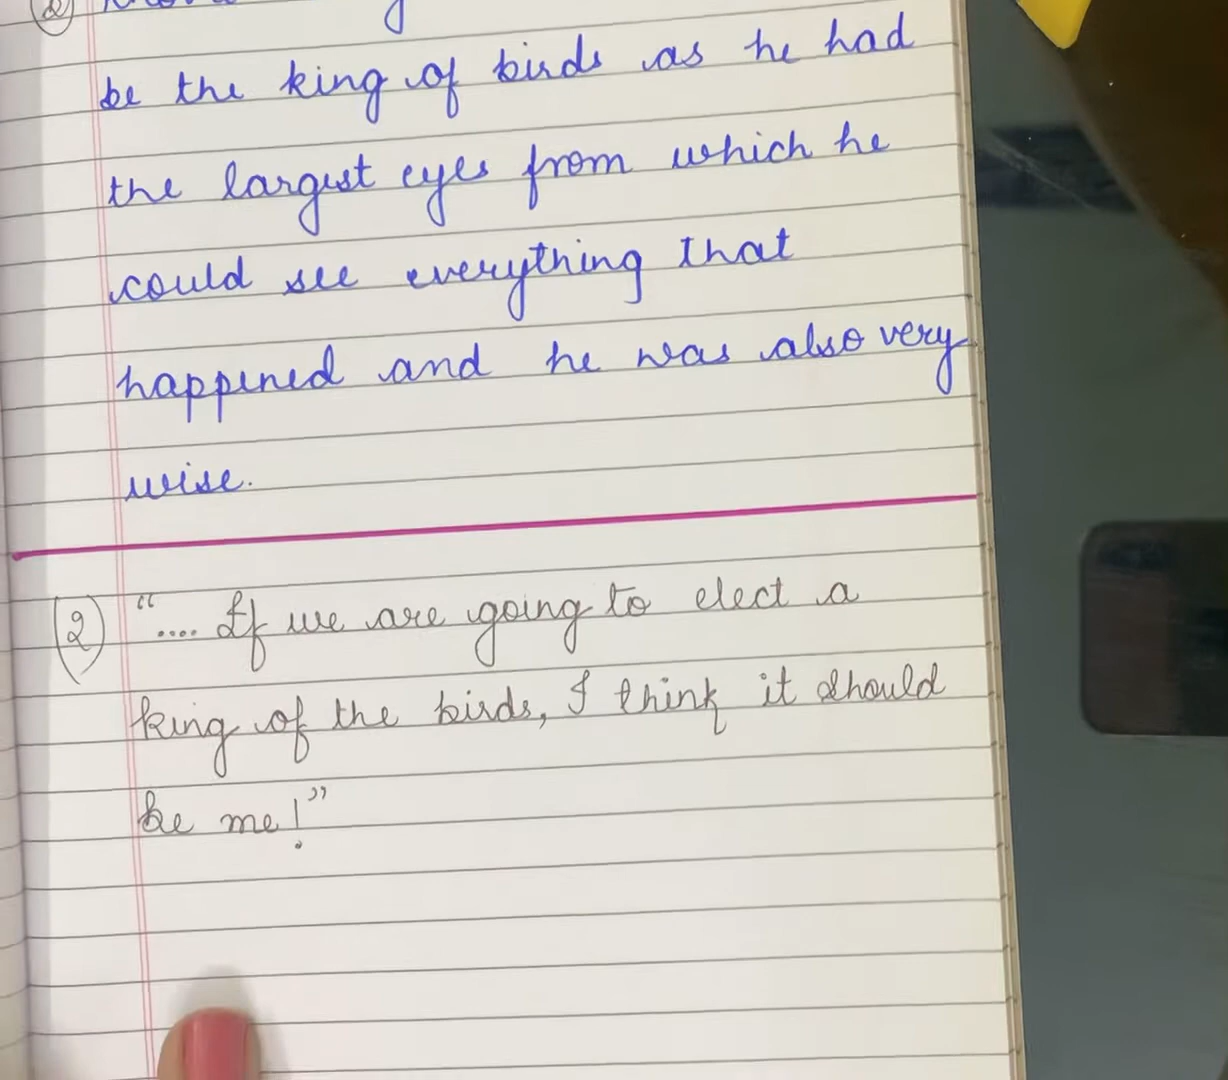 be the king of birds as he had
the largest eyes from which he
could see everything that
happened and he was also very
wise.
(2) ".... If we are going to elect a
king of the birds, I think it should
be me!"